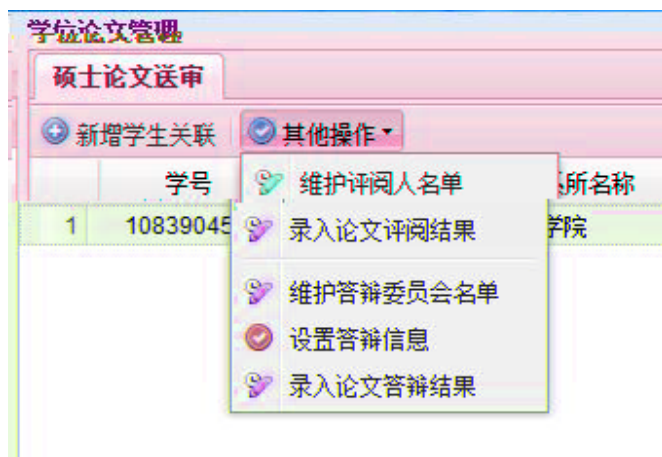 学位论文管理
硕士论文送审
新增学生关联 其他操作
学号 所名称
1 10839045 学院
维护评阅人名单
录入论文评阅结果
维护答辩委员会名单
设置答辩信息
录入论文答辩结果